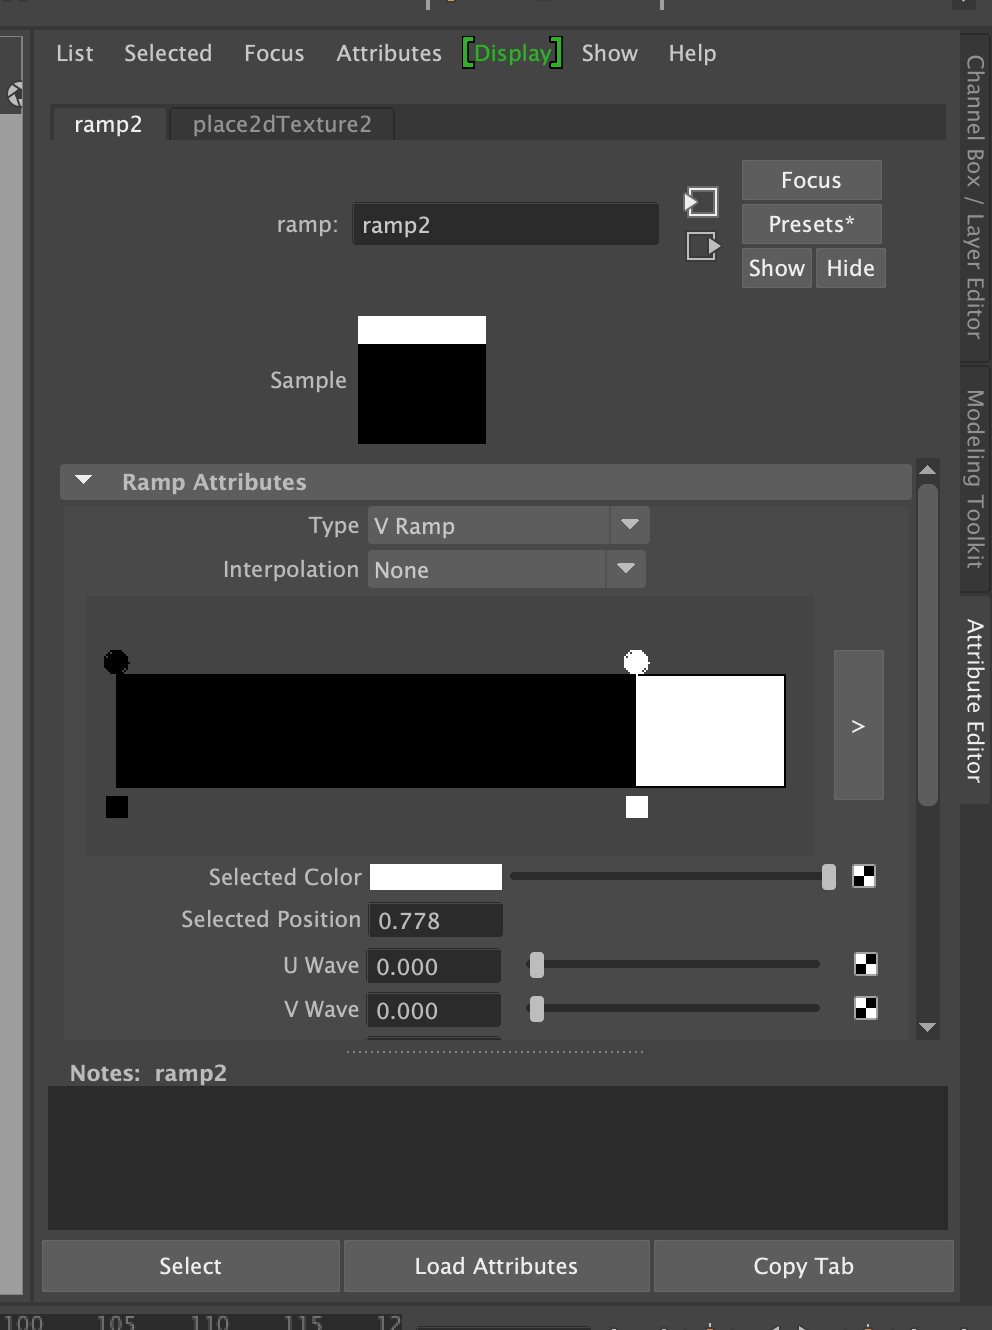 List Selected Focus Attributes [Display] Show Help
ramp2 place2dTexture2
ramp: ramp2
Focus
Presets*
Show Hide
Sample
Ramp Attributes
Type V Ramp
Interpolation None
>
Selected Color
Selected Position 0.778
U Wave 0.000
V Wave 0.000
Notes: ramp2
Select Load Attributes Copy Tab
Channel Box / Layer Editor
Modeling Toolkit
Attribute Editor
100 105 110 115 12